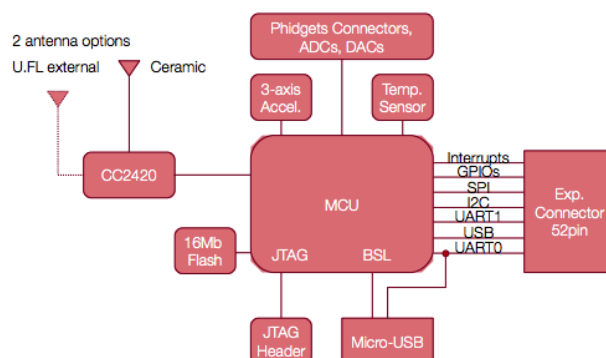 Phidgets Connectors,
ADCs, DACs
2 antenna options
U.FL external
Ceramic
3-axis
Accel.
Temp.
Sensor
CC2420
MCU
Interrupts
GPIOs
SPI
I2C
UART1
USB
UART0
Exp.
Connector
52pin
16Mb
Flash
JTAG
BSL
JTAG
Header
Micro-USB